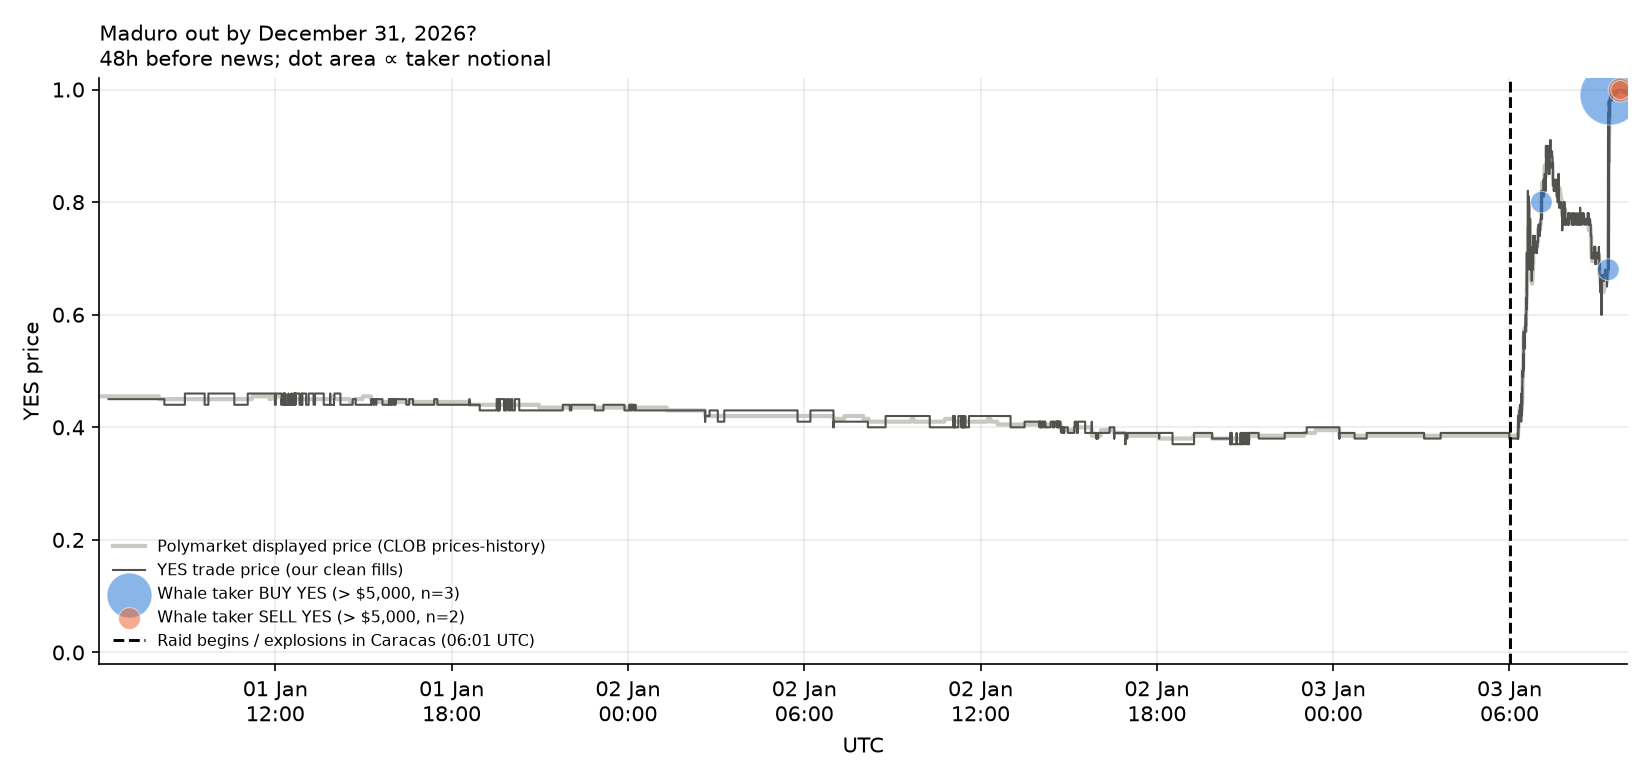 Maduro out by December 31, 2026?
48h before news; dot area ∝ taker notional
YES price
1.0
0.8
0.6
0.4
0.2
0.0
Polymarket displayed price (CLOB prices-history)
YES trade price (our clean fills)
Whale taker BUY YES (> $5,000, n=3)
Whale taker SELL YES (> $5,000, n=2)
Raid begins / explosions in Caracas (06:01 UTC)
01 Jan
12:00
01 Jan
18:00
02 Jan
00:00
02 Jan
06:00
02 Jan
12:00
02 Jan
18:00
03 Jan
00:00
03 Jan
06:00
UTC